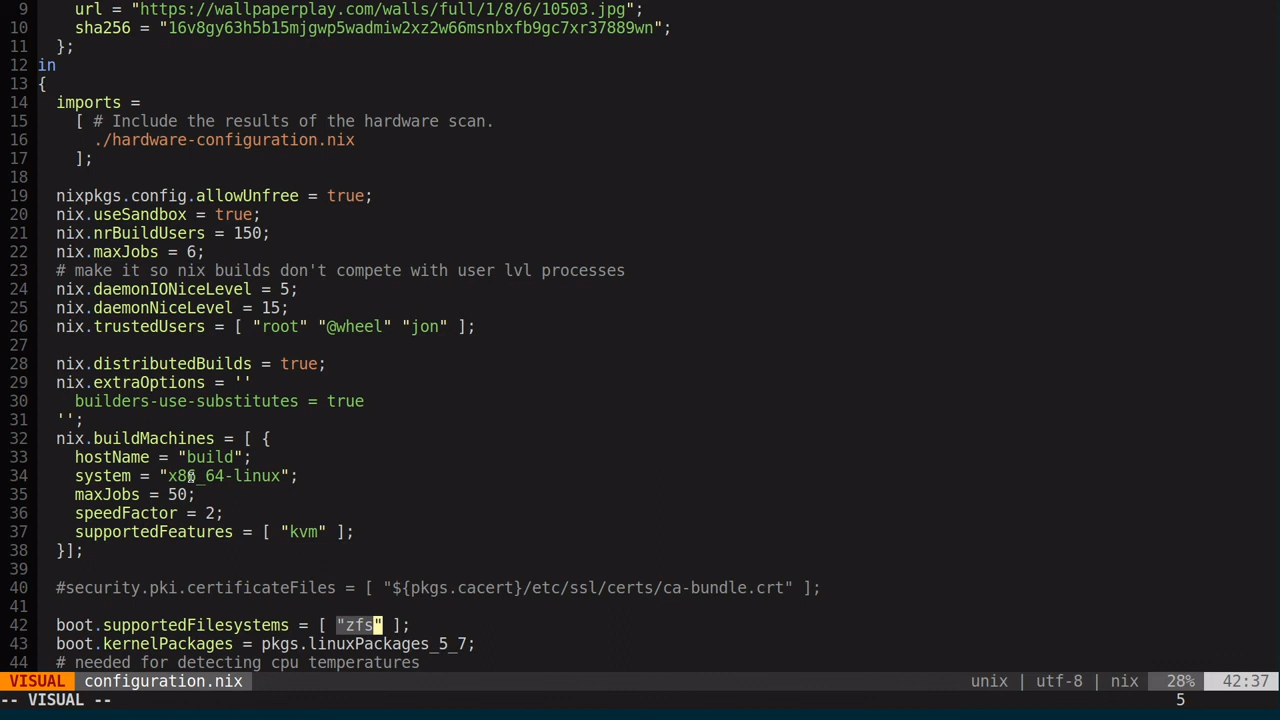 9 url = "https://wallpaperplay.com/walls/full/1/8/6/10503.jpg";
10 sha256 = "16v8gy63h5b15mjgwp5wadmiw2xz2w66msnbxfb9gc7xr37889wn";
11 };
12 in
13 {
14 imports =
15 [ # Include the results of the hardware scan.
16 ./hardware-configuration.nix
17 ];
18
19 nixpkgs.config.allowUnfree = true;
20 nix.useSandbox = true;
21 nix.nrBuildUsers = 150;
22 nix.maxJobs = 6;
23 # make it so nix builds don't compete with user lvl processes
24 nix.daemonIONiceLevel = 5;
25 nix.daemonNiceLevel = 15;
26 nix.trustedUsers = [ "root" "@wheel" "jon" ];
27
28 nix.distributedBuilds = true;
29 nix.extraOptions = ''
30 builders-use-substitutes = true
31 '';
32 nix.buildMachines = [ {
33 hostName = "build";
34 system = "x86_64-linux";
35 maxJobs = 50;
36 speedFactor = 2;
37 supportedFeatures = [ "kvm" ];
38 }];
39
40 #security.pki.certificateFiles = [ "${pkgs.cacert}/etc/ssl/certs/ca-bundle.crt" ];
41
42 boot.supportedFilesystems = [ "zfs" ];
43 boot.kernelPackages = pkgs.linuxPackages_5_7;
44 # needed for detecting cpu temperatures
VISUAL configuration.nix unix | utf-8 | nix 28% 42:37
-- VISUAL -- 5